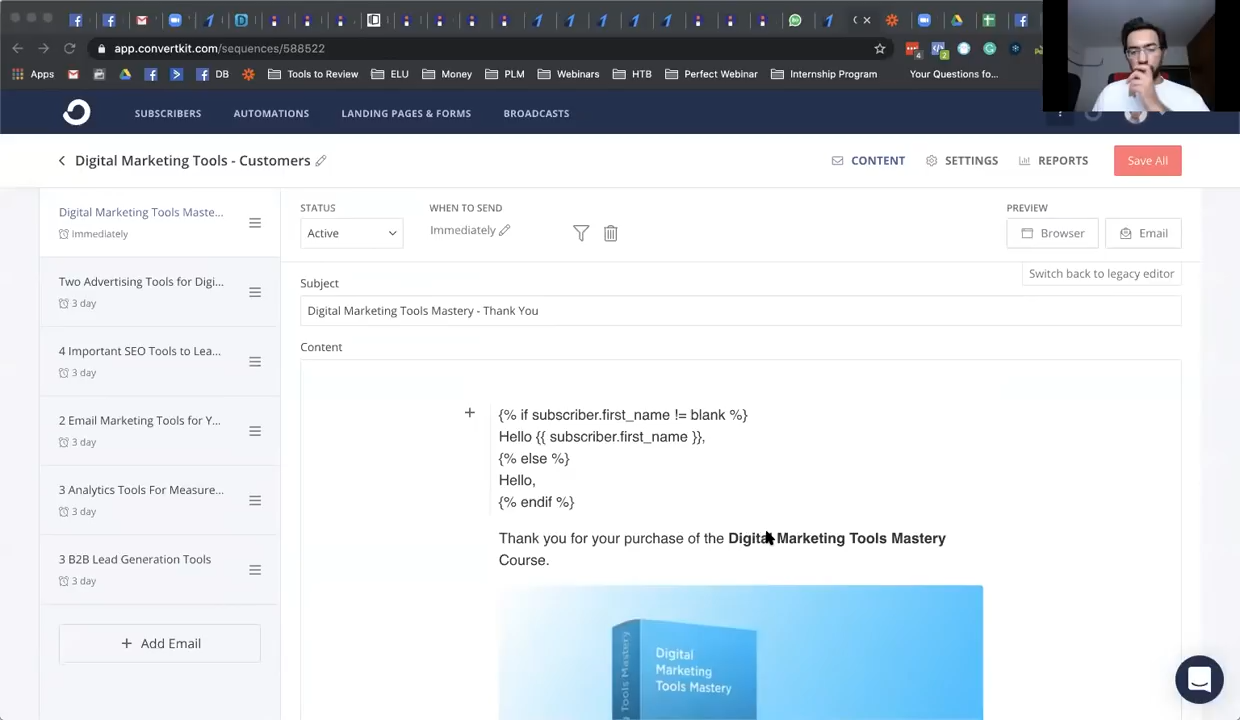 app.convertkit.com/sequences/588522
4
2
Apps
DB
Tools to Review
ELU
Money
PLM
Webinars
HTB
Perfect Webinar
Internship Program
Your Questions fo...
SUBSCRIBERS
AUTOMATIONS
LANDING PAGES & FORMS
BROADCASTS
Digital Marketing Tools - Customers
CONTENT
SETTINGS
REPORTS
Save All
Digital Marketing Tools Maste...
Immediately
Two Advertising Tools for Digi...
3 day
4 Important SEO Tools to Lea...
3 day
2 Email Marketing Tools for Y...
3 day
3 Analytics Tools For Measure...
3 day
3 B2B Lead Generation Tools
3 day
+ Add Email
STATUS
Active
WHEN TO SEND
Immediately
PREVIEW
Browser
Email
Switch back to legacy editor
Subject
Digital Marketing Tools Mastery - Thank You
Content
{% if subscriber.first_name != blank %}
Hello {{ subscriber.first_name }},
{% else %}
Hello,
{% endif %}
Thank you for your purchase of the Digital Marketing Tools Mastery
Course.
Digital
Marketing
Tools Mastery
Tools Mastery